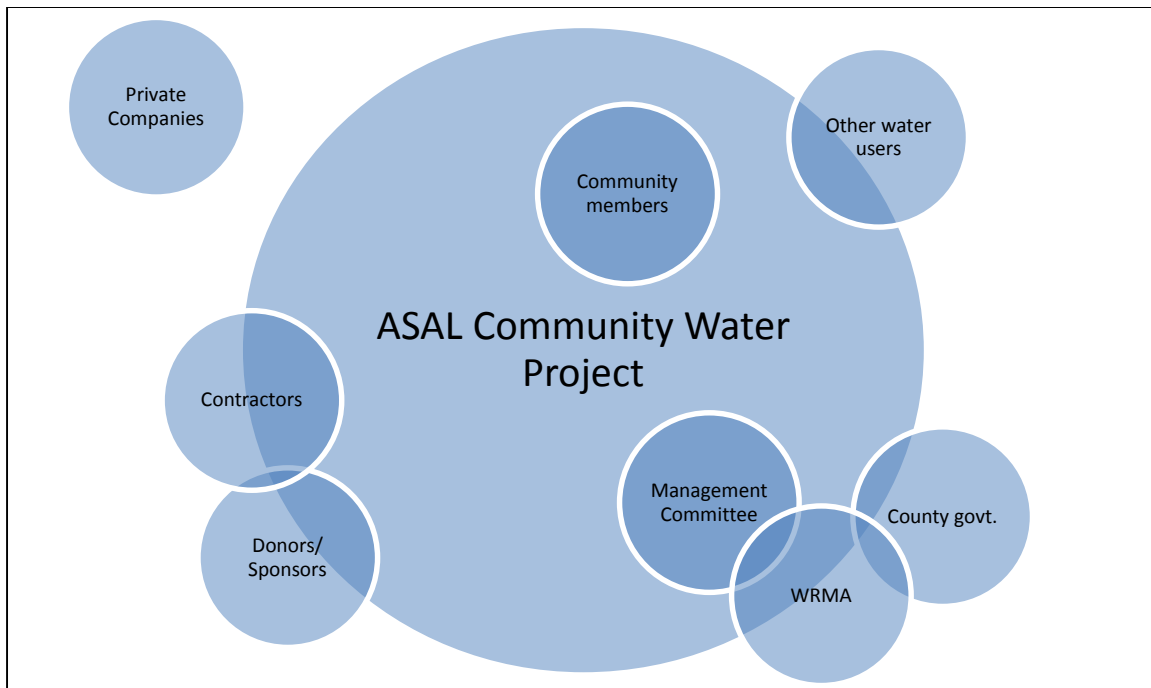 Private
Companies
Other water
users
Community
members
ASAL Community Water
Project
Contractors
Management
Committee
County govt.
Donors/
Sponsors
WRMA